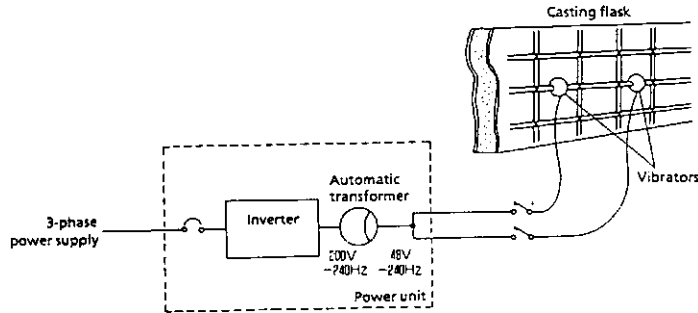 Casting flask
Vibrators
Automatic
transformer
Inverter
3-phase
power supply
200V
~240Hz
48V
~240Hz
Power unit